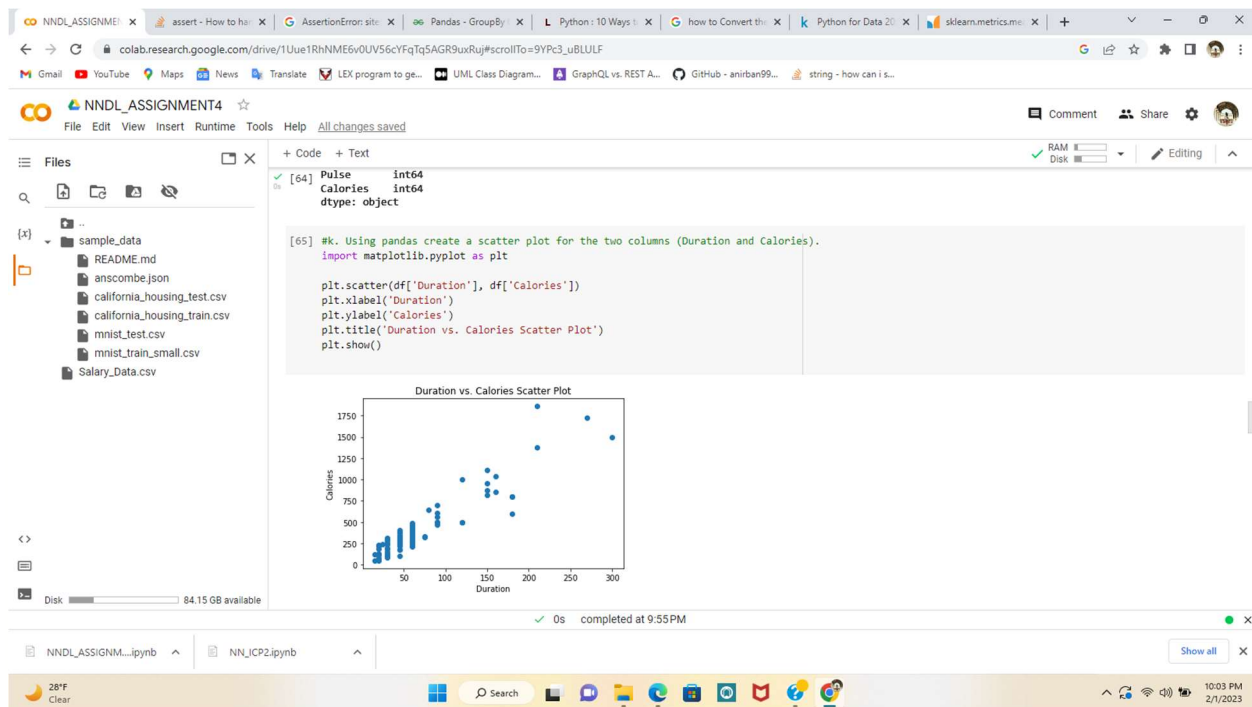 NNDL_ASSIGNMEN
assert - How to ha
AssertionError: site
Pandas - GroupBy
Python : 10 Ways t
how to Convert the
Python for Data 20
sklearn.metrics.me
colab.research.google.com/drive/1Uue1RhNME6v0UV56cYFqTq5AGR9uxRuj#scrollTo=9YPc3_uBLULF
Gmail YouTube Maps News Translate LEX program to ge... UML Class Diagram... GraphQL vs. REST A... GitHub - anirban99... string - how can i s...
NNDL_ASSIGNMENT4
Comment Share
File Edit View Insert Runtime Tools Help All changes saved
Files
+ Code + Text
RAM
Disk
Editing
..
sample_data
README.md
anscombe.json
california_housing_test.csv
california_housing_train.csv
mnist_test.csv
mnist_train_small.csv
Salary_Data.csv
{x}
Disk 84.15 GB available
0s
[64] Pulse int64
Calories int64
dtype: object
[65] #k. Using pandas create a scatter plot for the two columns (Duration and Calories).
import matplotlib.pyplot as plt
plt.scatter(df['Duration'], df['Calories'])
plt.xlabel('Duration')
plt.ylabel('Calories')
plt.title('Duration vs. Calories Scatter Plot')
plt.show()
Duration vs. Calories Scatter Plot
1750
1500
1250
1000
750
500
250
0
Calories
50 100 150 200 250 300
Duration
0s completed at 9:55 PM
NNDL_ASSIGNM....ipynb
NN_ICP2.ipynb
Show all
28°F
Clear
Search
10:03 PM
2/1/2023